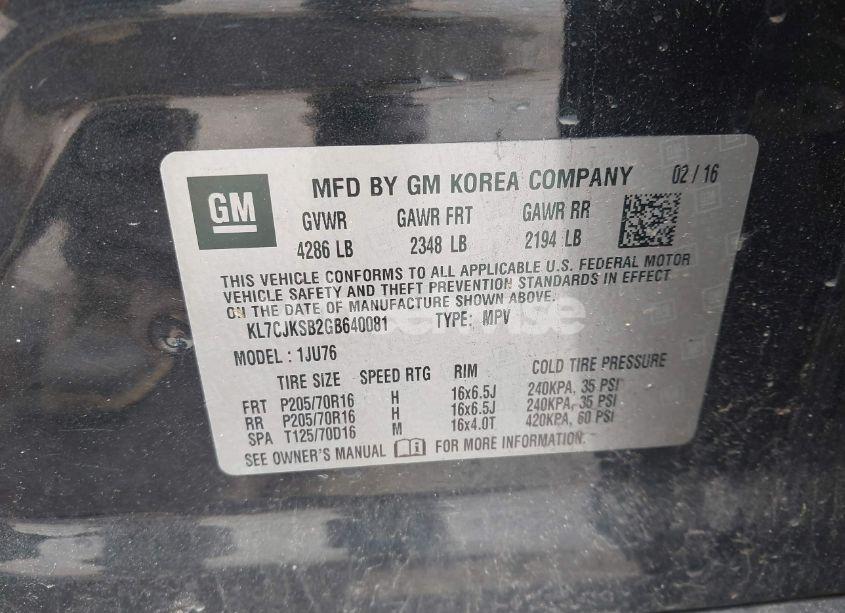 GM
MFD BY GM KOREA COMPANY 02/16
GVWR GAWR FRT GAWR RR
4286 LB 2348 LB 2194 LB
THIS VEHICLE CONFORMS TO ALL APPLICABLE U.S. FEDERAL MOTOR
VEHICLE SAFETY AND THEFT PREVENTION STANDARDS IN EFFECT
ON THE DATE OF MANUFACTURE SHOWN ABOVE.
KL7CJKSB2GB640081 TYPE: MPV
MODEL : 1JU76
TIRE SIZE SPEED RTG RIM COLD TIRE PRESSURE
FRT P205/70R16 H 16x6.5J 240KPA, 35 PSI
RR P205/70R16 H 16x6.5J 240KPA, 35 PSI
SPA T125/70D16 M 16x4.0T 420KPA, 60 PSI
SEE OWNER'S MANUAL FOR MORE INFORMATION.